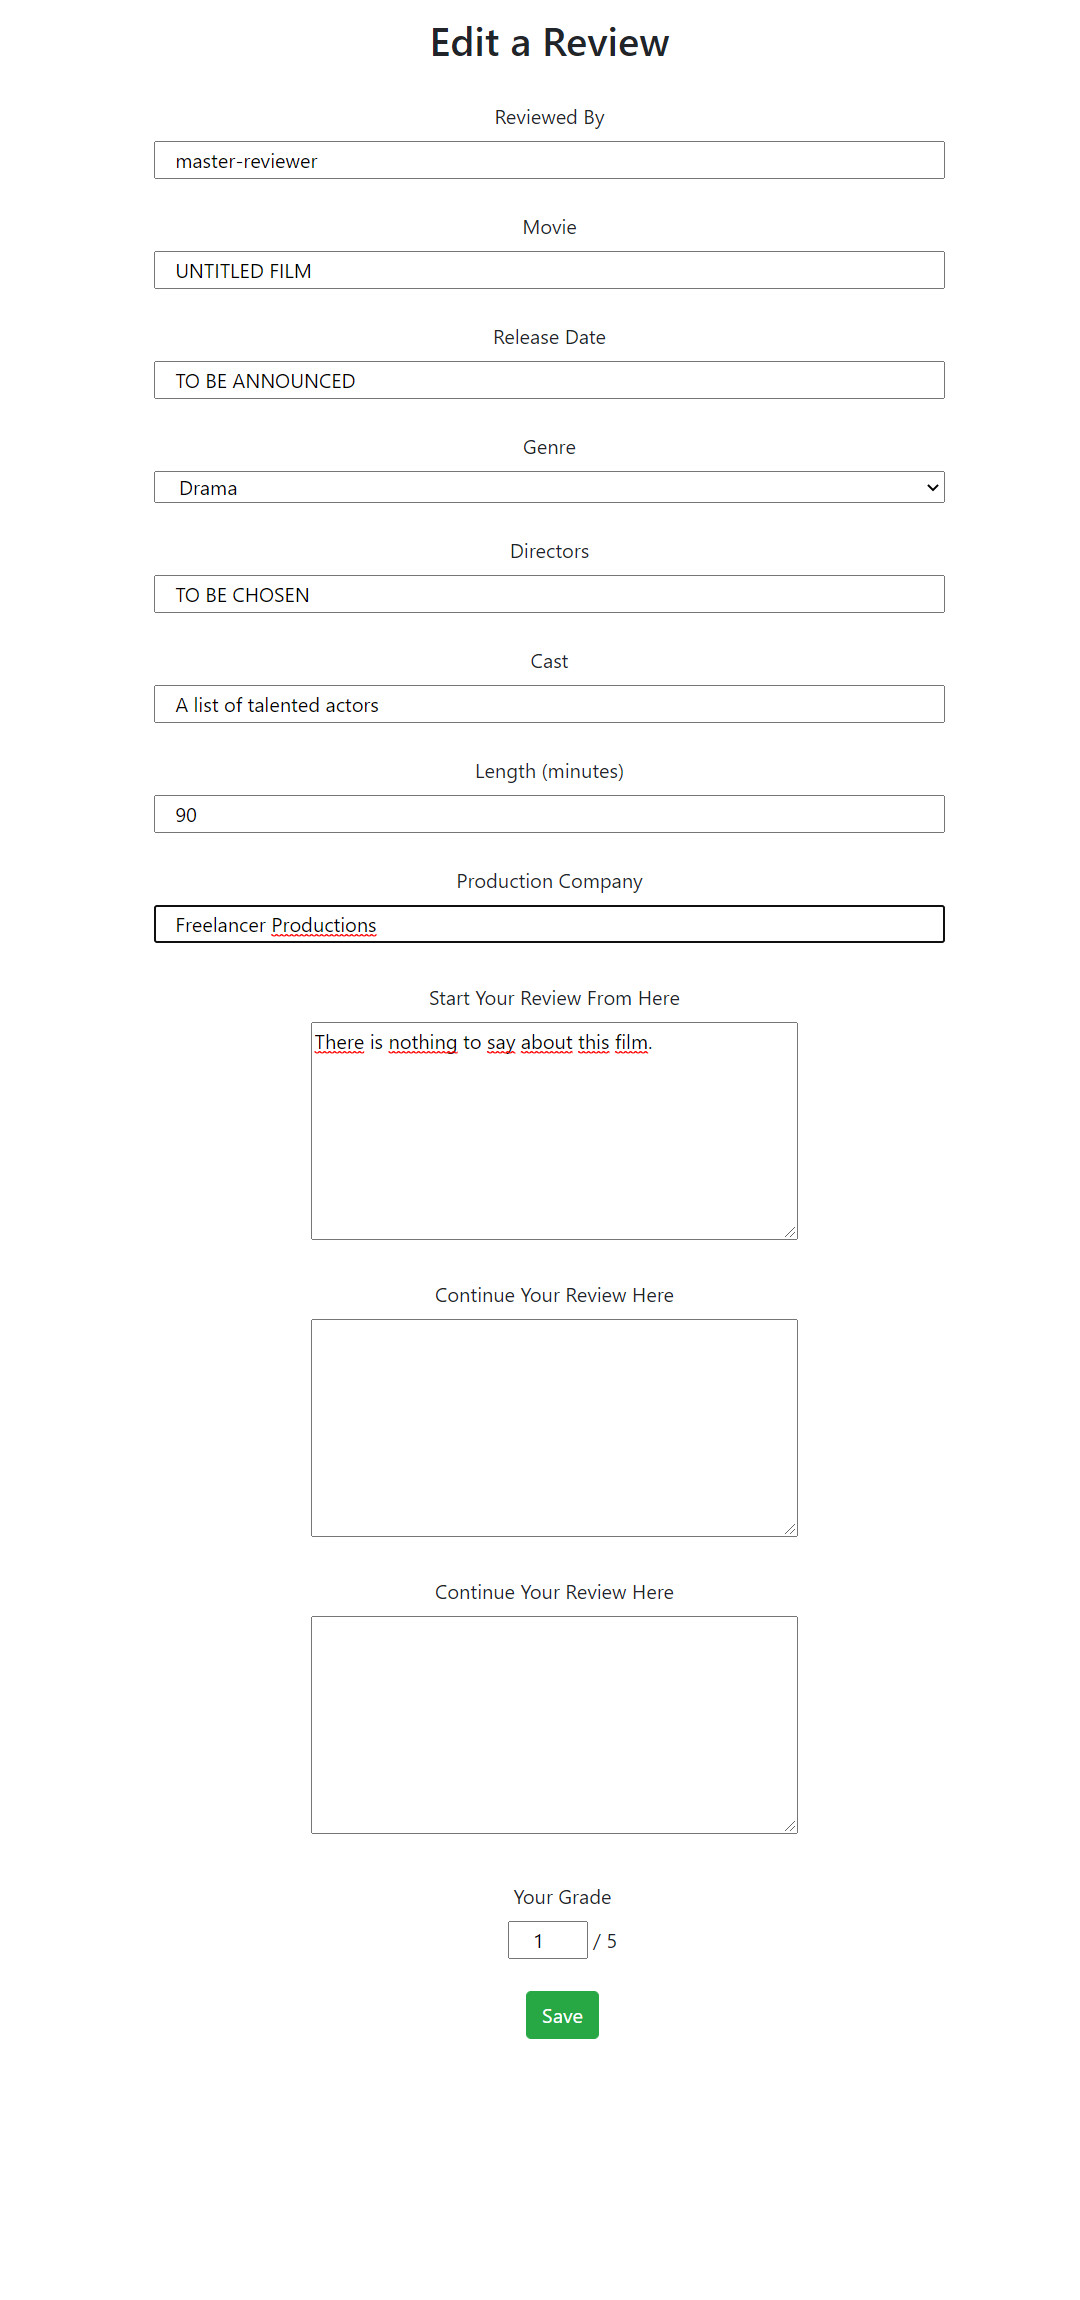 Edit a Review
Reviewed By
master-reviewer
Movie
UNTITLED FILM
Release Date
TO BE ANNOUNCED
Genre
Drama
Directors
TO BE CHOSEN
Cast
A list of talented actors
Length (minutes)
90
Production Company
Freelancer Productions
Start Your Review From Here
There is nothing to say about this film.
Continue Your Review Here
Continue Your Review Here
Your Grade
1 / 5
Save